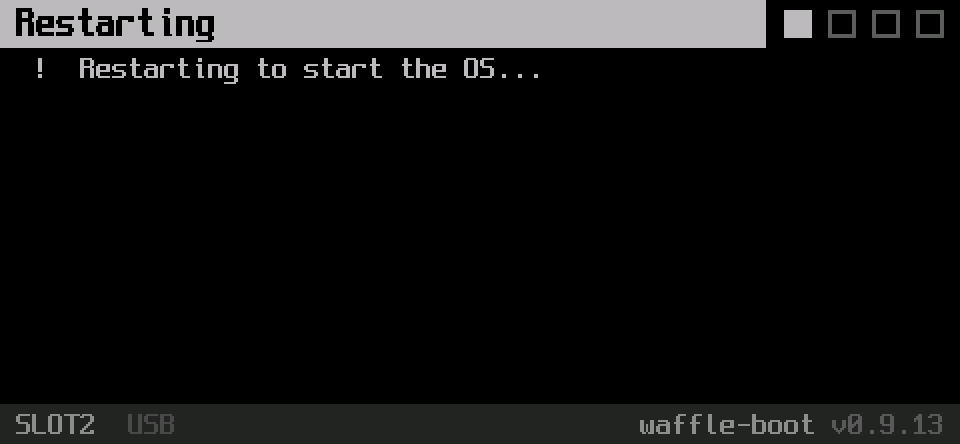 Restarting
! Restarting to start the OS...
SLOT2 USB waffle-boot v0.9.13